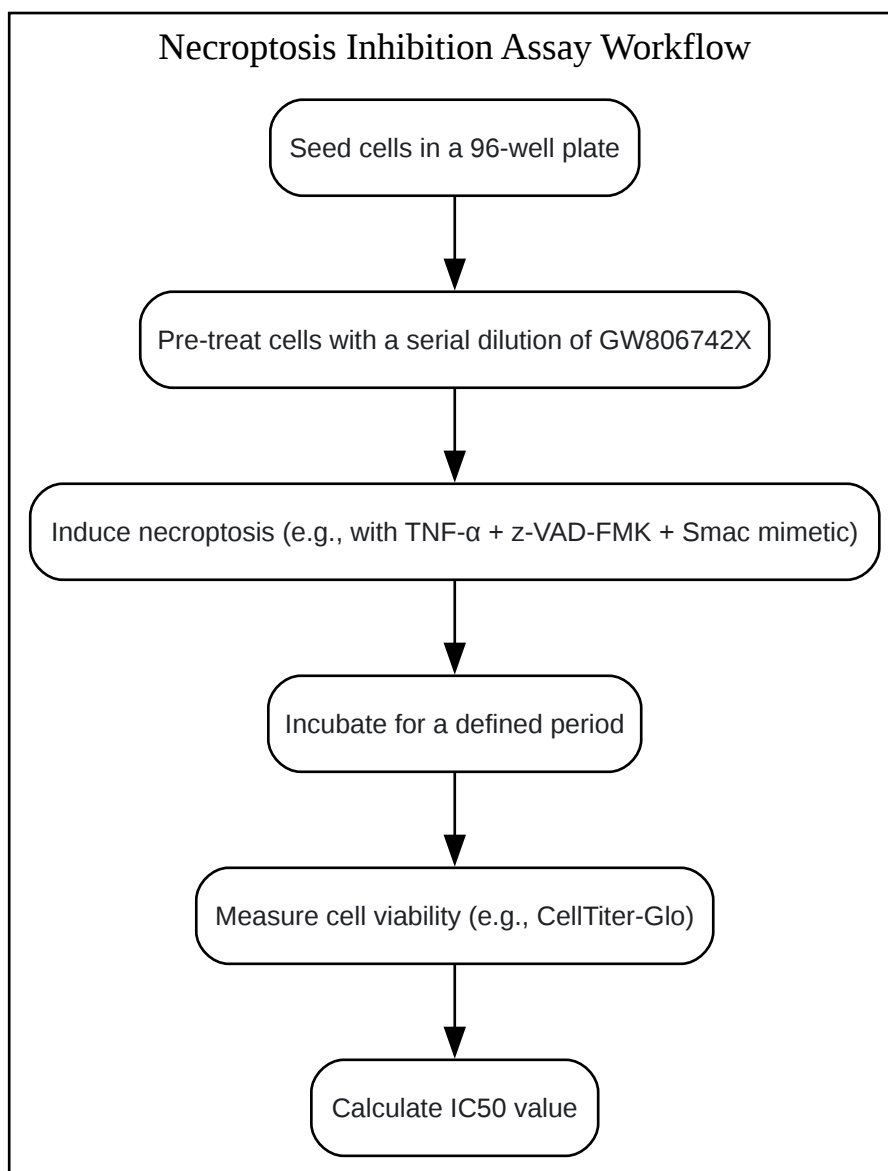 Necroptosis Inhibition Assay Workflow
Seed cells in a 96-well plate
Pre-treat cells with a serial dilution of GW806742X
Induce necroptosis (e.g., with TNF-α + z-VAD-FMK + Smac mimetic)
Incubate for a defined period
Measure cell viability (e.g., CellTiter-Glo)
Calculate IC50 value